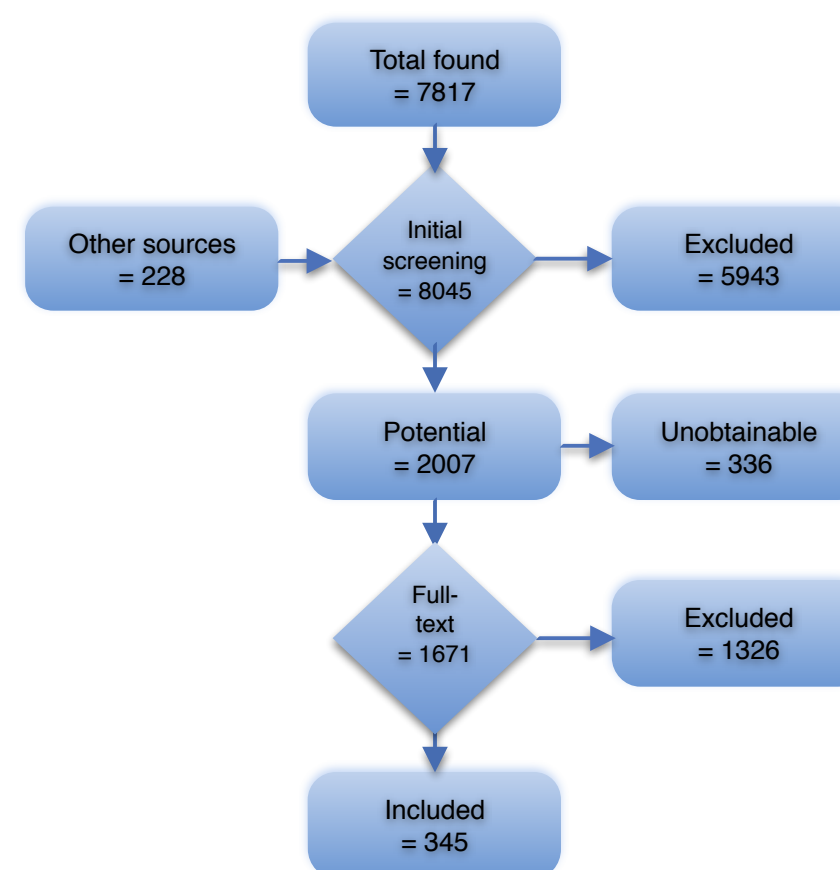 Total found
= 7817
Other sources
= 228
Initial
screening
= 8045
Excluded
= 5943
Potential
= 2007
Unobtainable
= 336
Full-
text
= 1671
Excluded
= 1326
Included
= 345